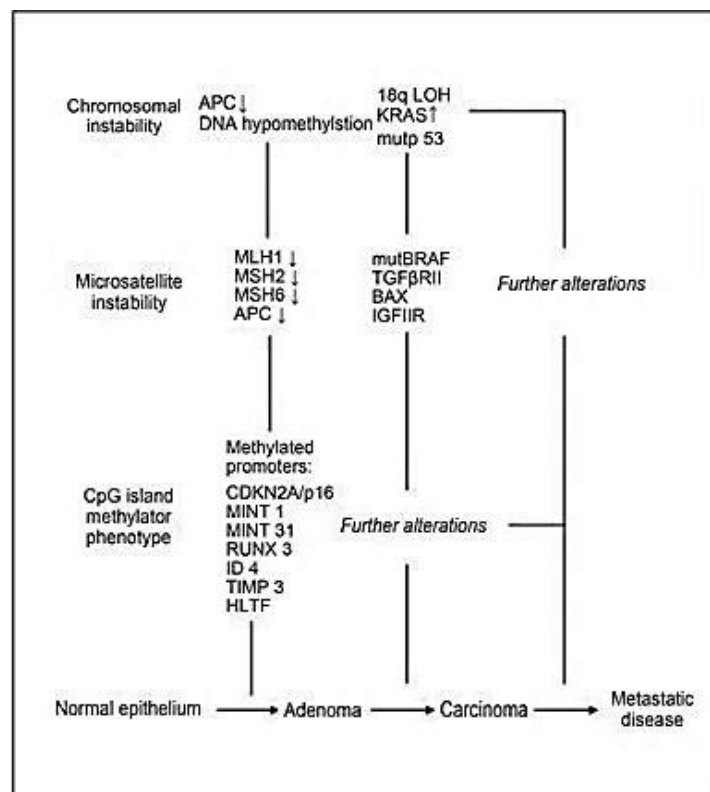 Chromosomal
instability
APC↓
DNA hypomethylstion
18q LOH
KRAS↑
mutp 53
Microsatellite
instability
MLH1 ↓
MSH2 ↓
MSH6 ↓
APC ↓
mutBRAF
TGFβRII
BAX
IGFIIR
Further alterations
CpG island
methylator
phenotype
Methylated
promoters:
CDKN2A/p16
MINT 1
MINT 31
RUNX 3
ID 4
TIMP 3
HLTF
Further alterations
Normal epithelium
Adenoma
Carcinoma
Metastatic
disease